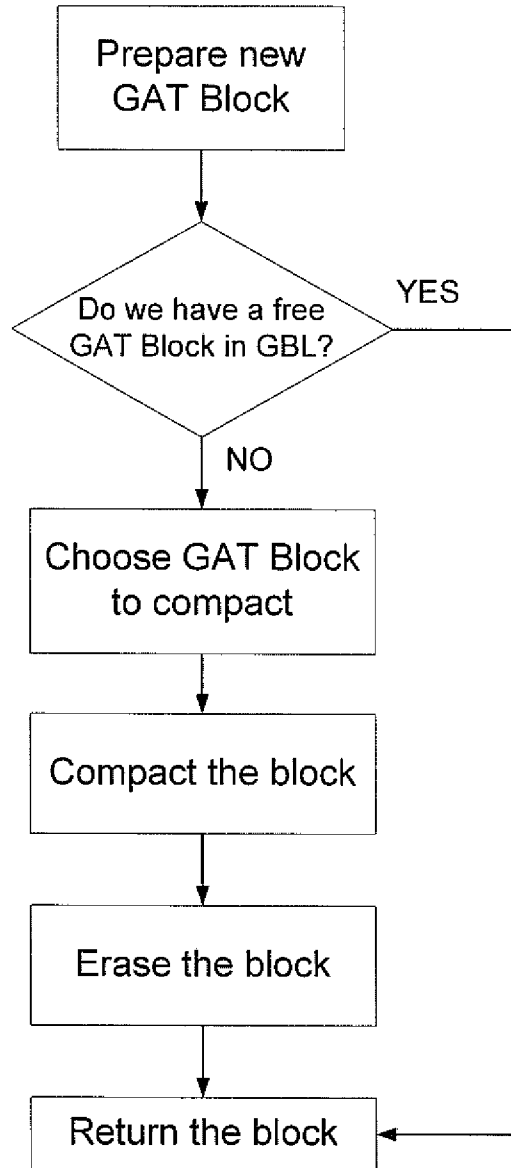 Prepare new
GAT Block
Do we have a free
GAT Block in GBL?
YES
NO
Choose GAT Block
to compact
Compact the block
Erase the block
Return the block